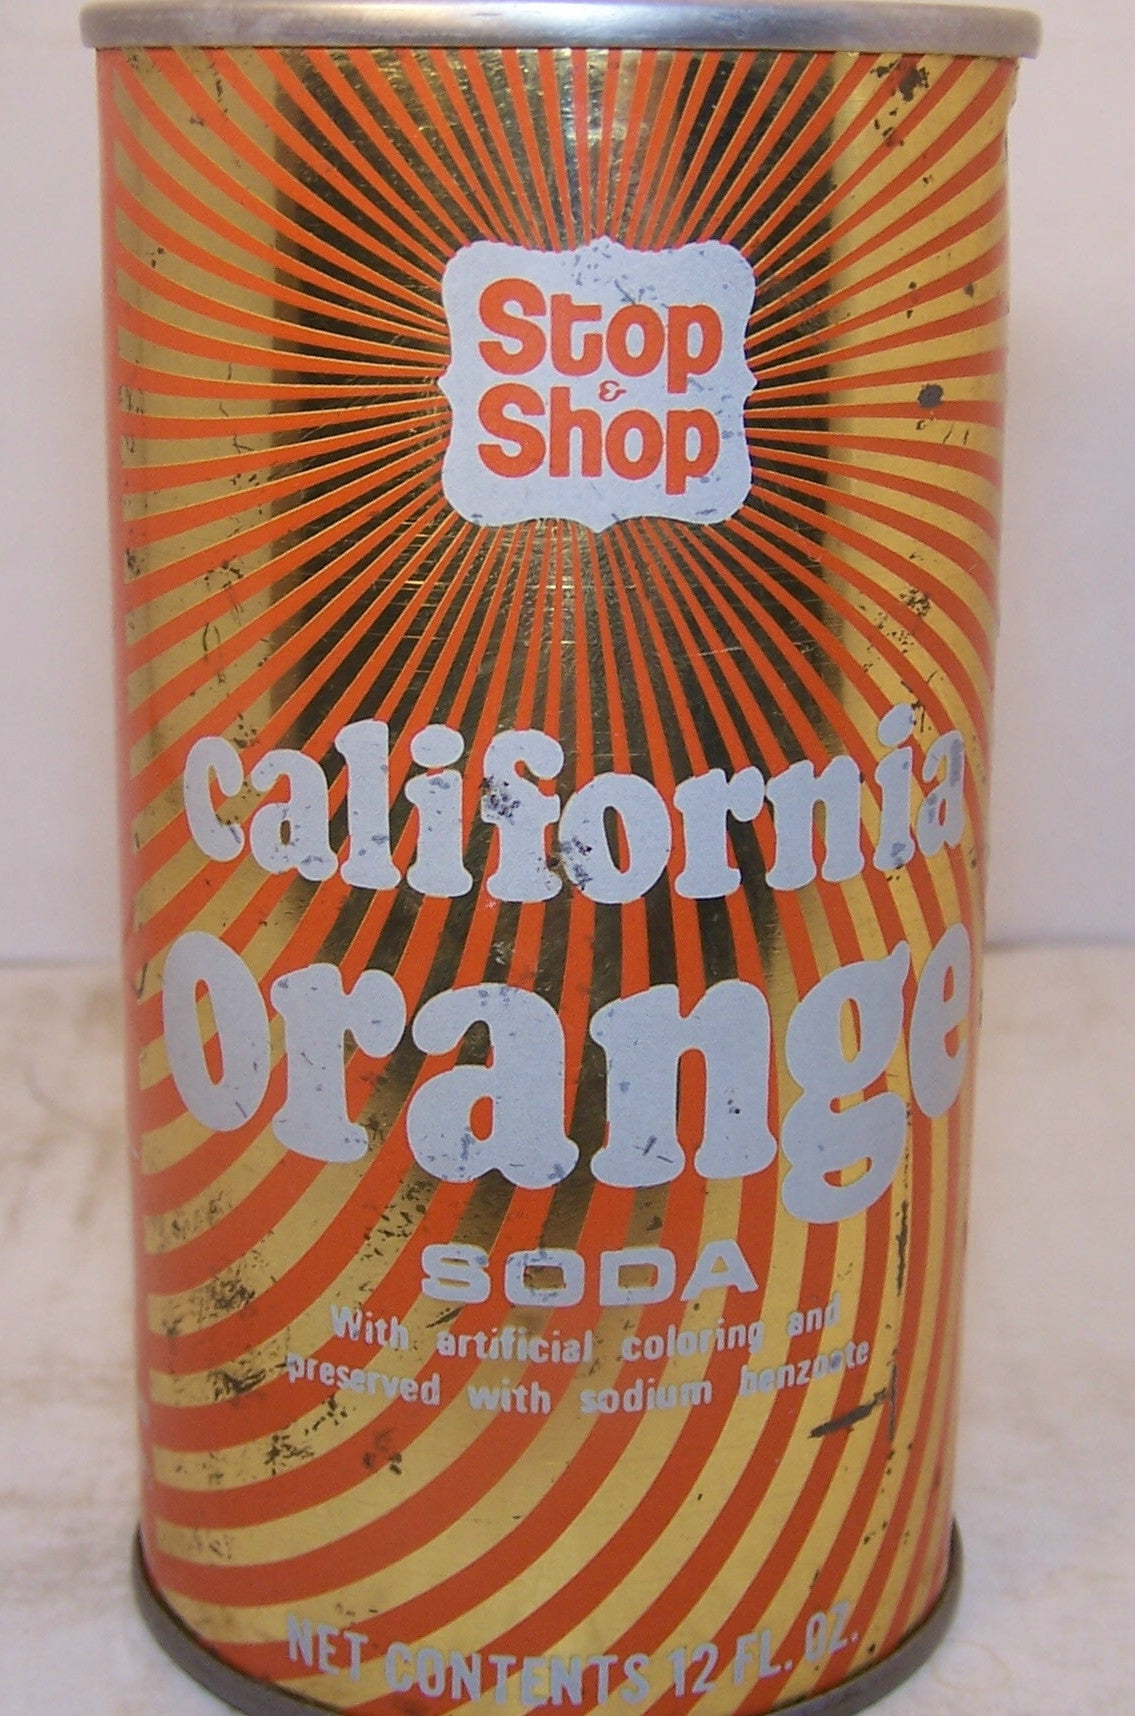 Stop
&
Shop
California
Orange
SODA
With artificial coloring and
preserved with sodium benzoate
NET CONTENTS 12 FL. OZ.